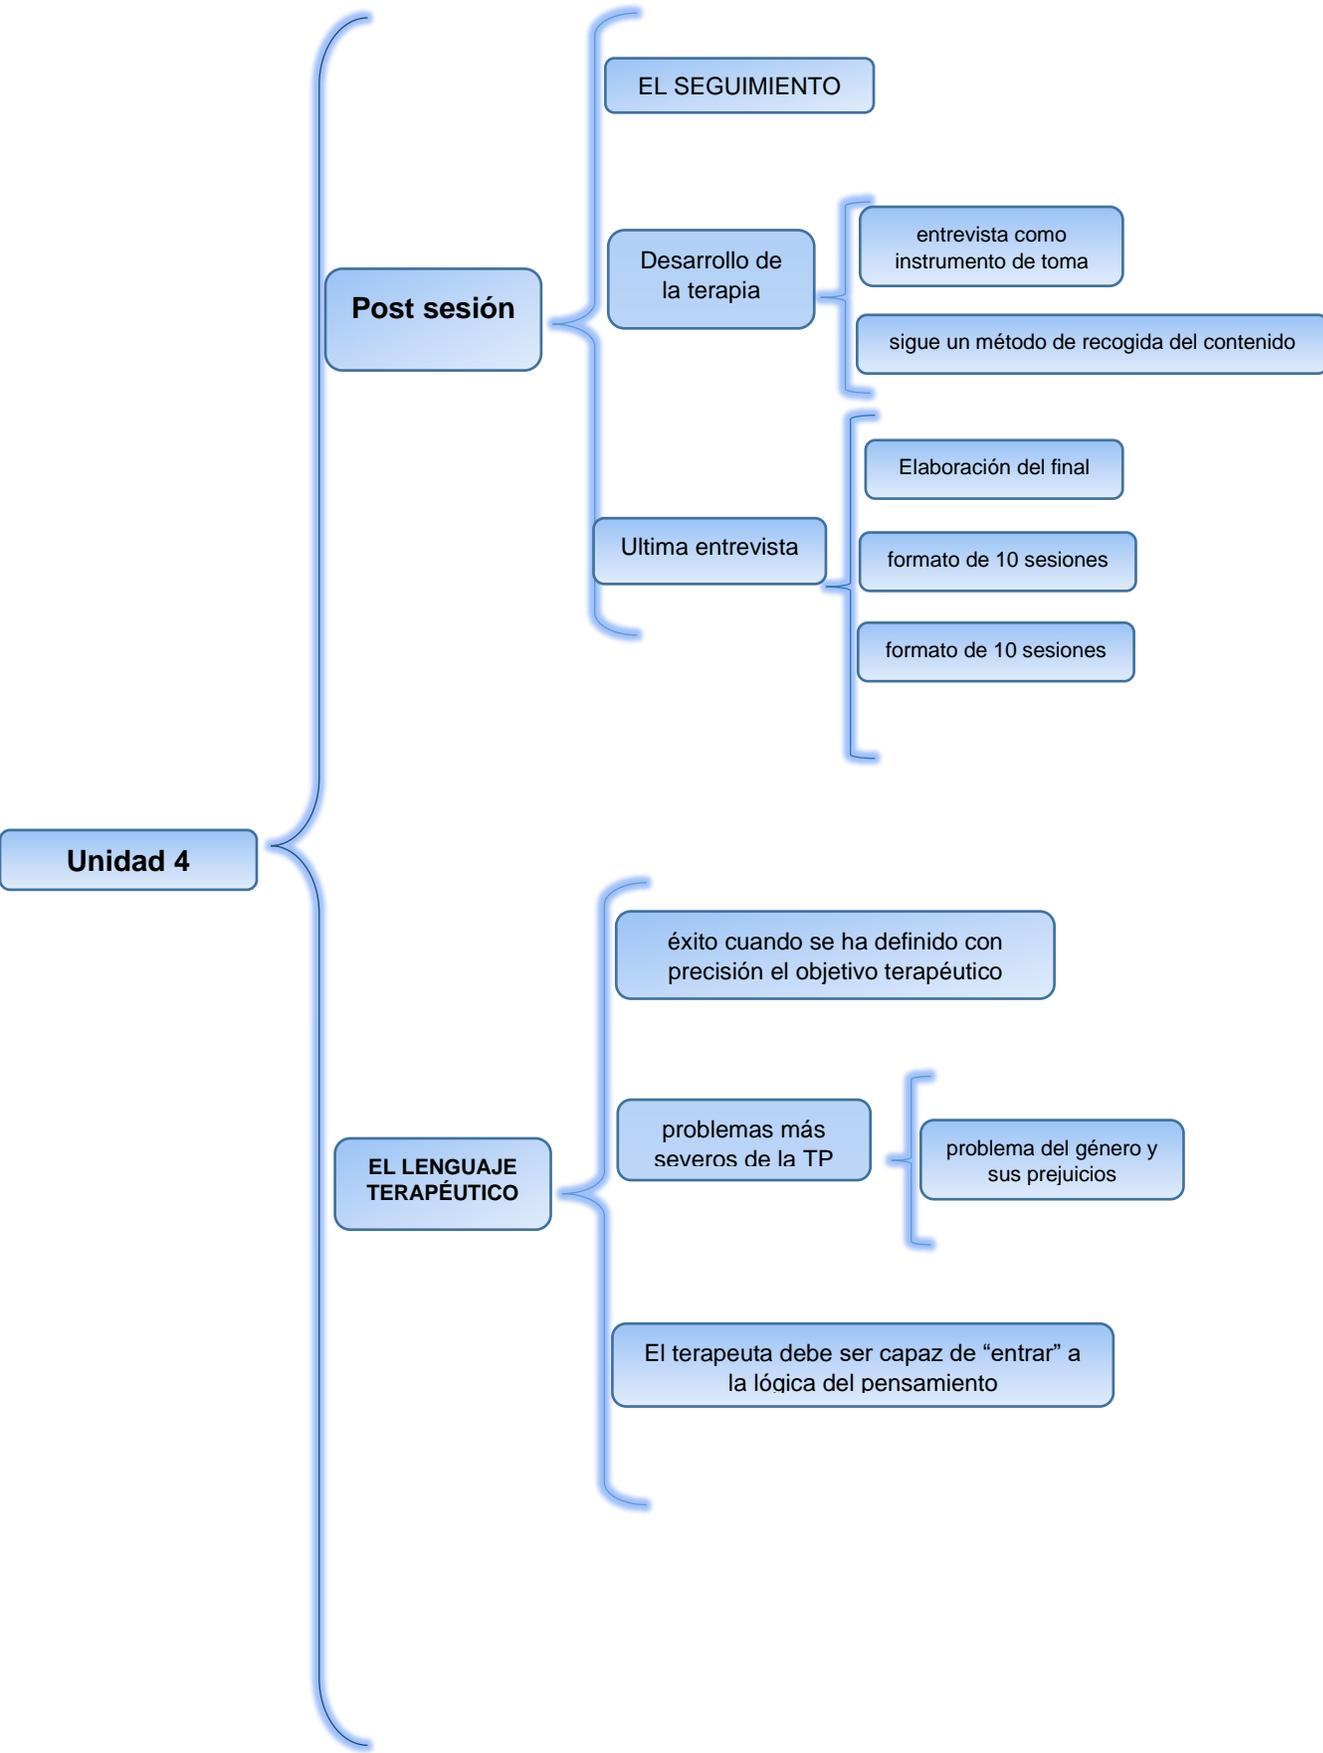 Unidad 4
Post sesión
EL SEGUIMIENTO
Desarrollo de
la terapia
entrevista como
instrumento de toma
sigue un método de recogida del contenido
Ultima entrevista
Elaboración del final
formato de 10 sesiones
formato de 10 sesiones
EL LENGUAJE
TERAPÉUTICO
éxito cuando se ha definido con
precisión el objetivo terapéutico
problemas más
severos de la TP
problema del género y
sus prejuicios
El terapeuta debe ser capaz de “entrar” a
la lógica del pensamiento